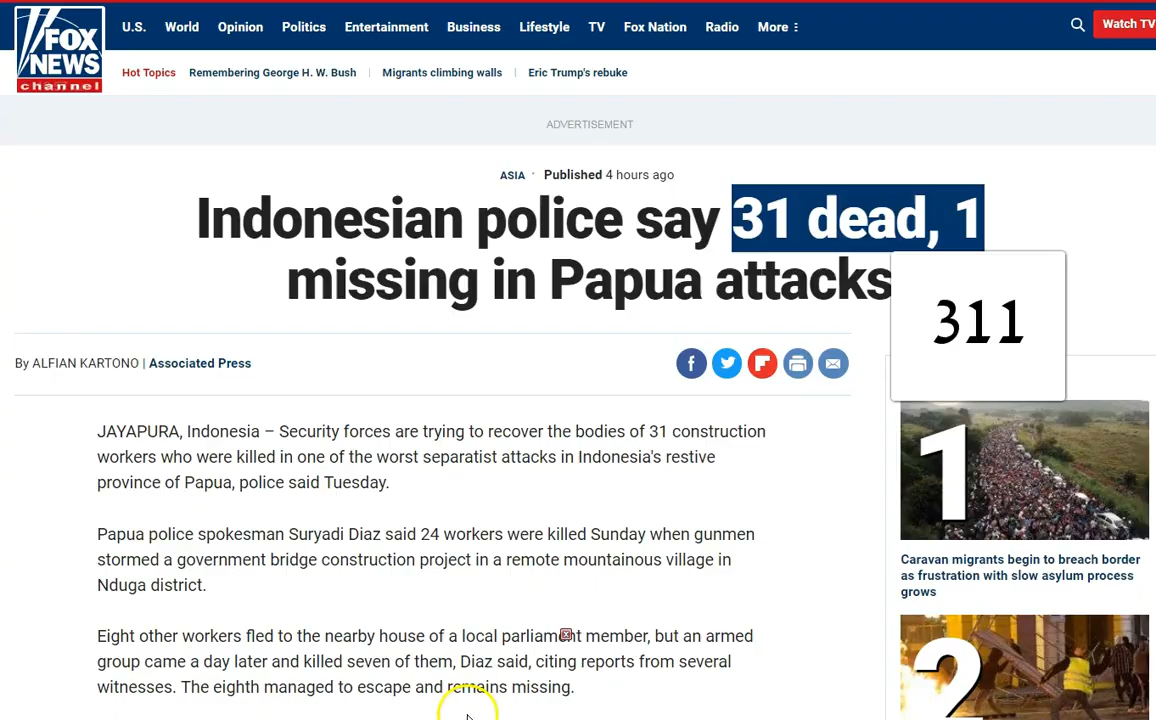 FOX
NEWS
channel
U.S. World Opinion Politics Entertainment Business Lifestyle TV Fox Nation Radio More
Watch TV
Hot Topics Remembering George H. W. Bush Migrants climbing walls Eric Trump's rebuke
ADVERTISEMENT
ASIA · Published 4 hours ago
Indonesian police say 31 dead, 1
missing in Papua attacks
311
By ALFIAN KARTONO | Associated Press
JAYAPURA, Indonesia – Security forces are trying to recover the bodies of 31 construction
workers who were killed in one of the worst separatist attacks in Indonesia's restive
province of Papua, police said Tuesday.
Papua police spokesman Suryadi Diaz said 24 workers were killed Sunday when gunmen
stormed a government bridge construction project in a remote mountainous village in
Nduga district.
Eight other workers fled to the nearby house of a local parliament member, but an armed
group came a day later and killed seven of them, Diaz said, citing reports from several
witnesses. The eighth managed to escape and remains missing.
1
Caravan migrants begin to breach border
as frustration with slow asylum process
grows
2